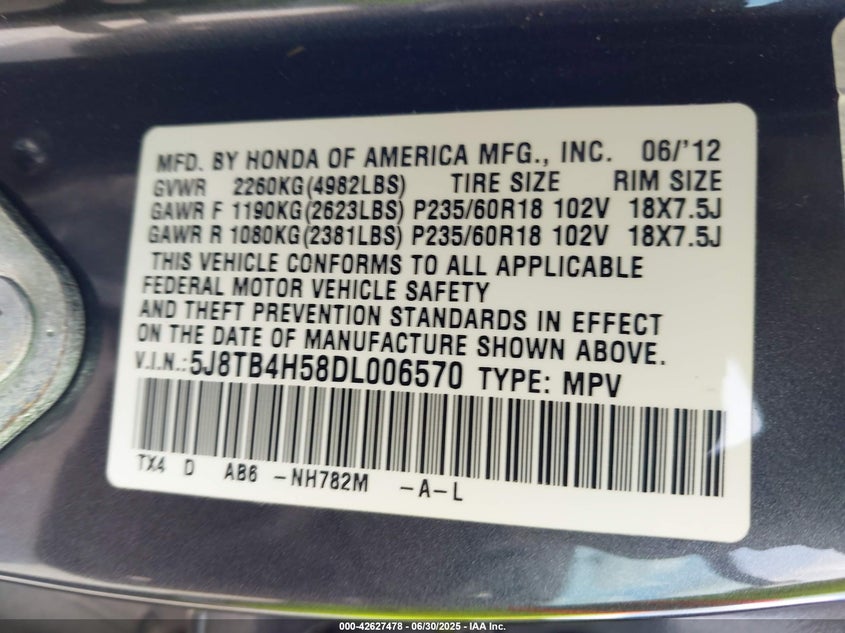 MFD. BY HONDA OF AMERICA MFG., INC. 06/'12
GVWR 2260KG(4982LBS) TIRE SIZE RIM SIZE
GAWR F 1190KG(2623LBS) P235/60R18 102V 18X7.5J
GAWR R 1080KG(2381LBS) P235/60R18 102V 18X7.5J
THIS VEHICLE CONFORMS TO ALL APPLICABLE
FEDERAL MOTOR VEHICLE SAFETY
AND THEFT PREVENTION STANDARDS IN EFFECT
ON THE DATE OF MANUFACTURE SHOWN ABOVE.
V.I.N.:5J8TB4H58DL006570 TYPE: MPV
TX4 D AB6 -NH782M -A-L
000-42627478 - 06/30/2025 - IAA Inc.